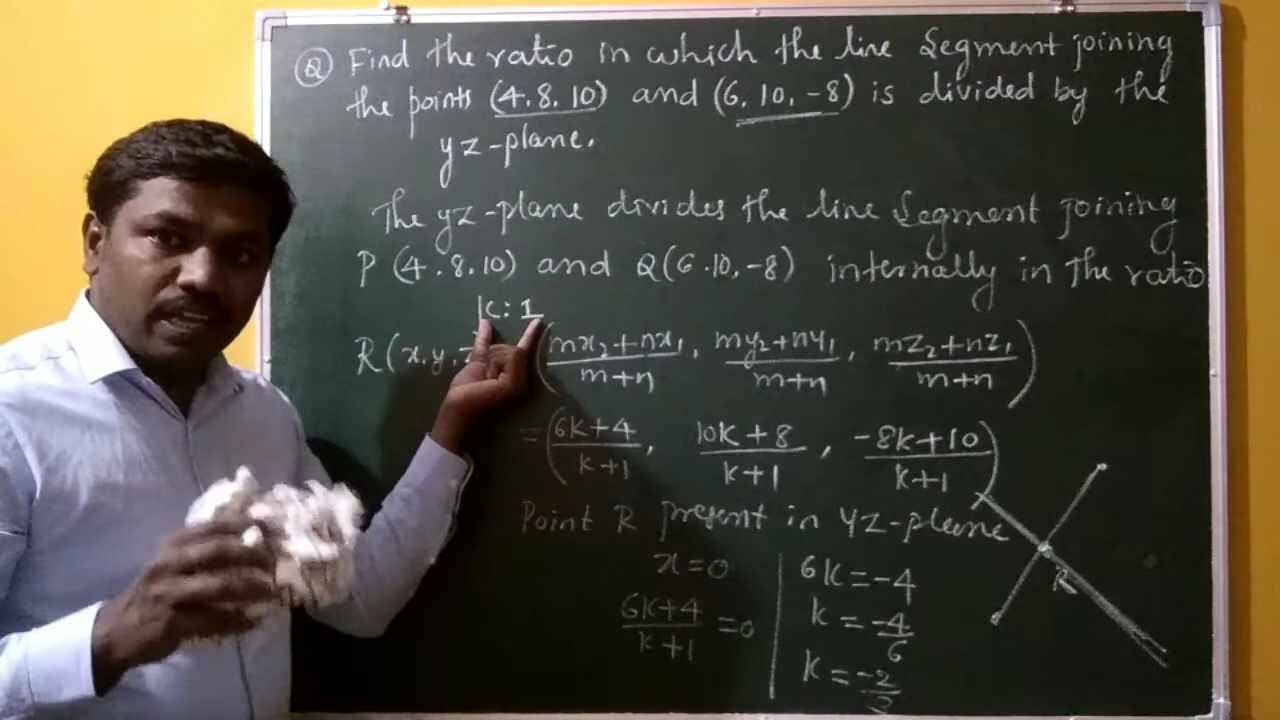 Q Find the ratio in which the line Segment joining
the points (4.8.10) and (6.10,-8) is divided by the
yz-plane.
The yz-plane divides the line Segment joining
P (4.8.10) and Q(6.10,-8) internally in the ratio
k:1
R(x,y, (mx₂+nx₁/m+n, my₂+ny₁/m+n, mz₂+nz₁/m+n)
=(6k+4/k+1, 10k+8/k+1, -8k+10/k+1)
Point R present in YZ-plene
x=0
6k+4/k+1 =0
6k=-4
k=-4/6
k=-2/3
R